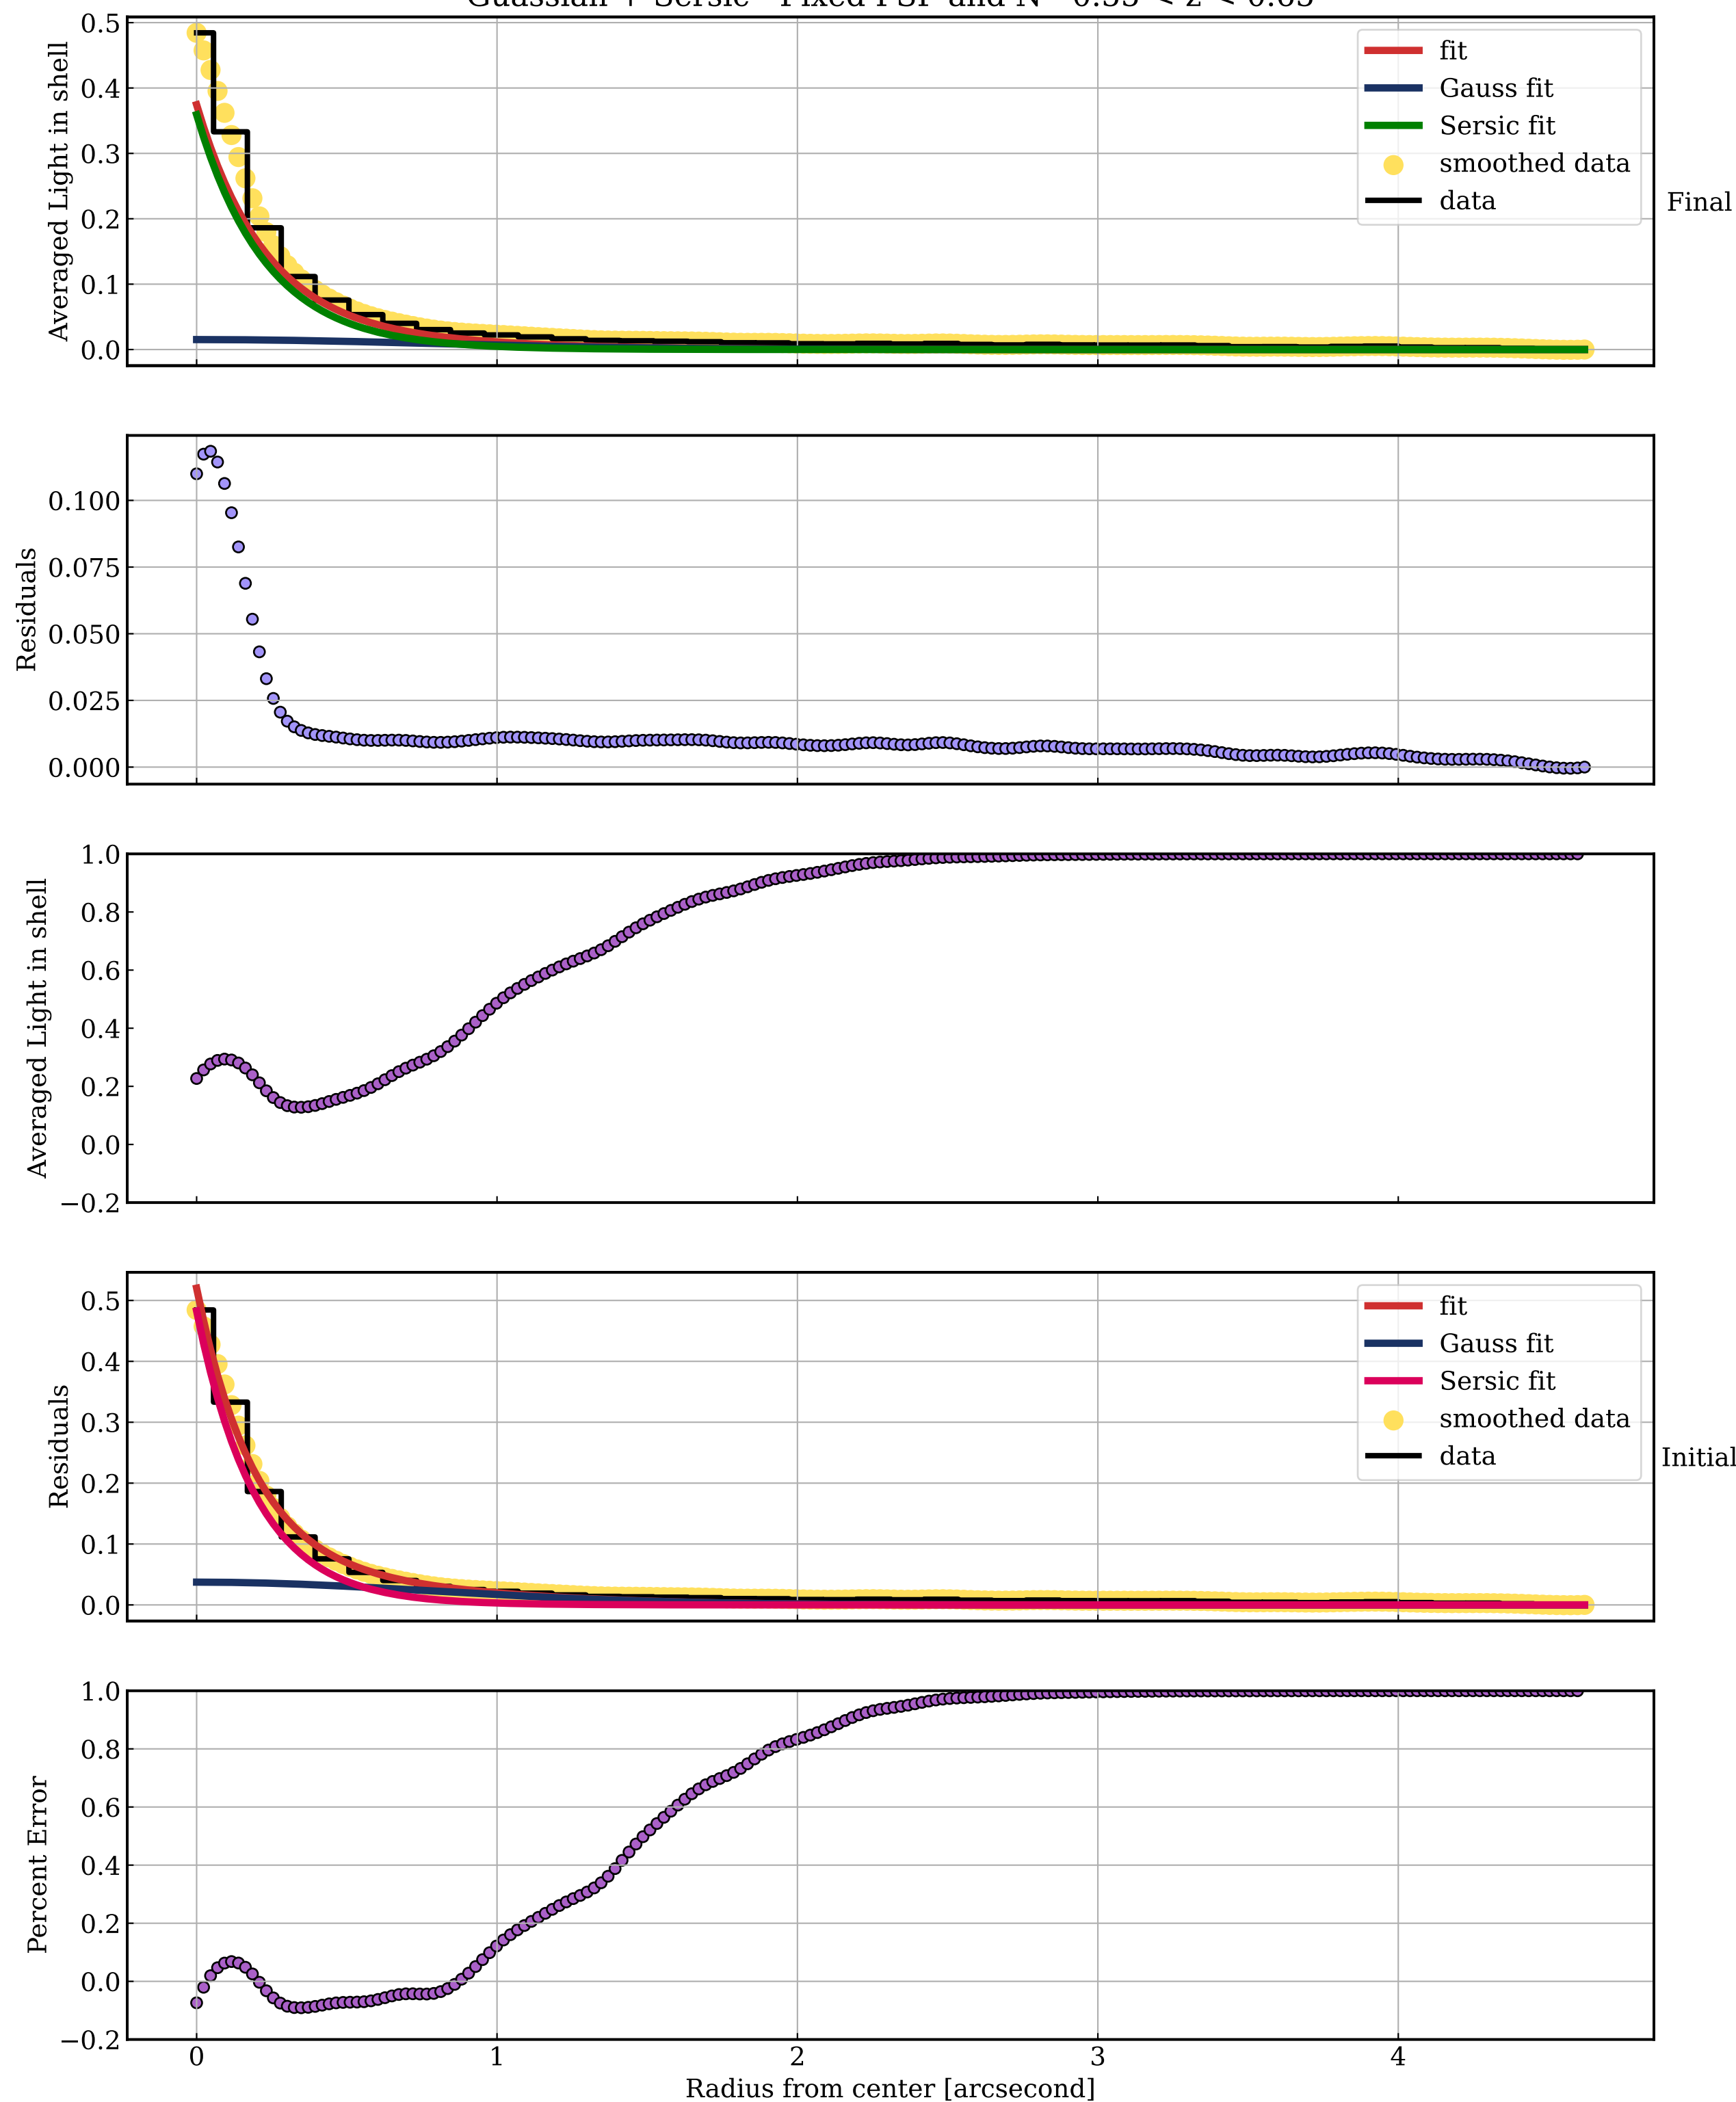 0.5
0.4
0.3
0.2
0.1
0.0
Averaged Light in shell
fit
Gauss fit
Sersic fit
smoothed data
data
Final
0.100
0.075
0.050
0.025
0.000
Residuals
1.0
0.8
0.6
0.4
0.2
0.0
−0.2
Averaged Light in shell
0.5
0.4
0.3
0.2
0.1
0.0
Residuals
fit
Gauss fit
Sersic fit
smoothed data
data
Initial
1.0
0.8
0.6
0.4
0.2
0.0
−0.2
Percent Error
0 1 2 3 4
Radius from center [arcsecond]